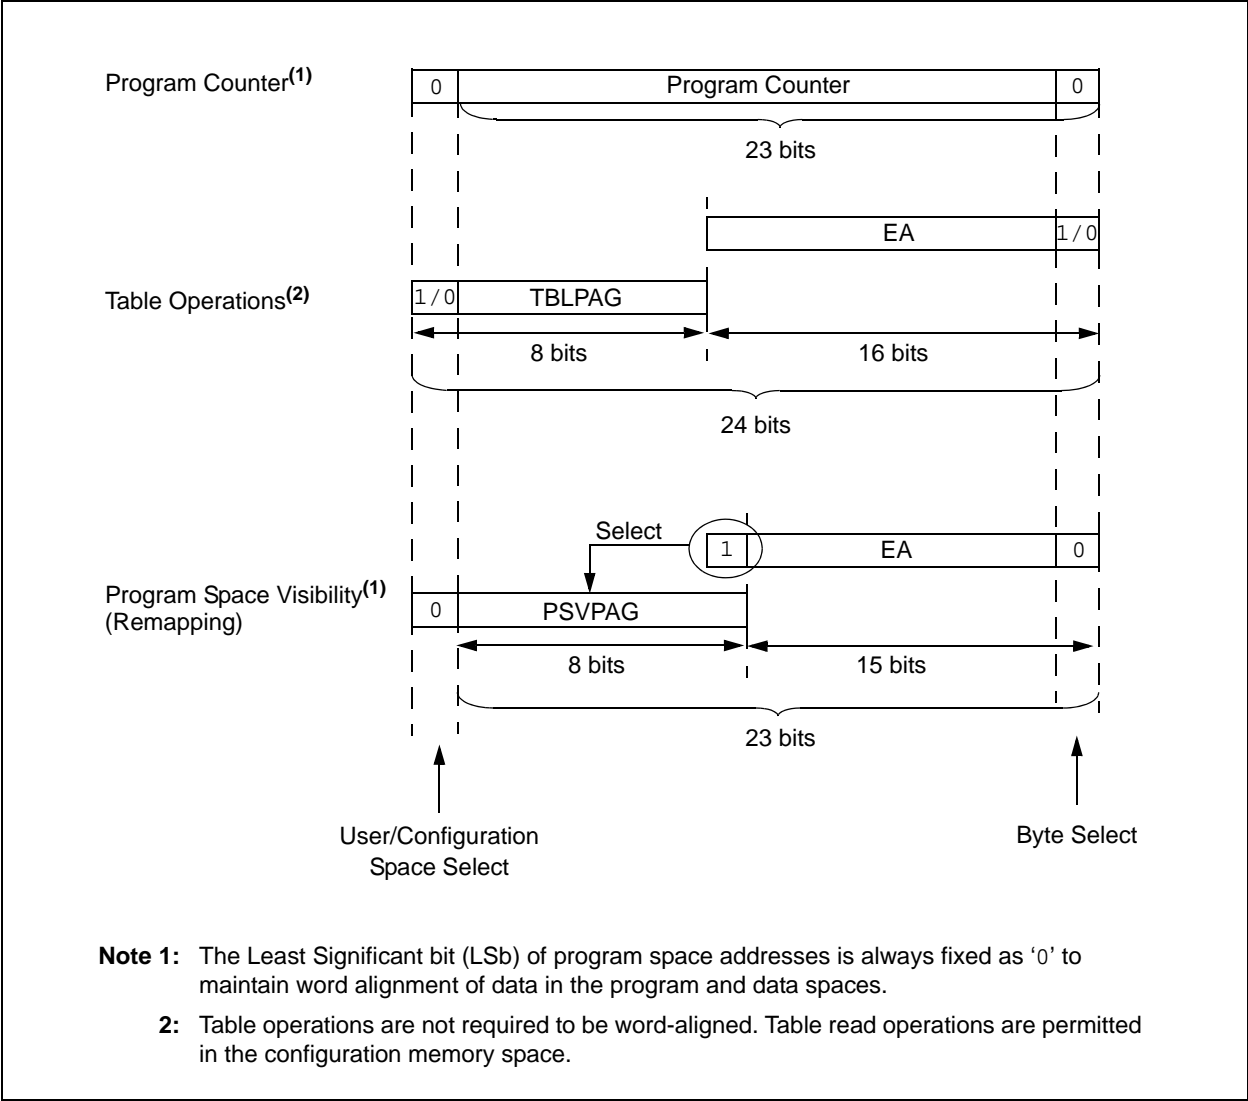 Program Counter(1)
0
Program Counter
0
23 bits
EA
1/0
Table Operations(2)
1/0
TBLPAG
8 bits
16 bits
24 bits
Select
1
EA
0
Program Space Visibility(1)
(Remapping)
0
PSVPAG
8 bits
15 bits
23 bits
User/Configuration
Space Select
Byte Select
Note 1: The Least Significant bit (LSb) of program space addresses is always fixed as ‘0’ to
maintain word alignment of data in the program and data spaces.
2: Table operations are not required to be word-aligned. Table read operations are permitted
in the configuration memory space.